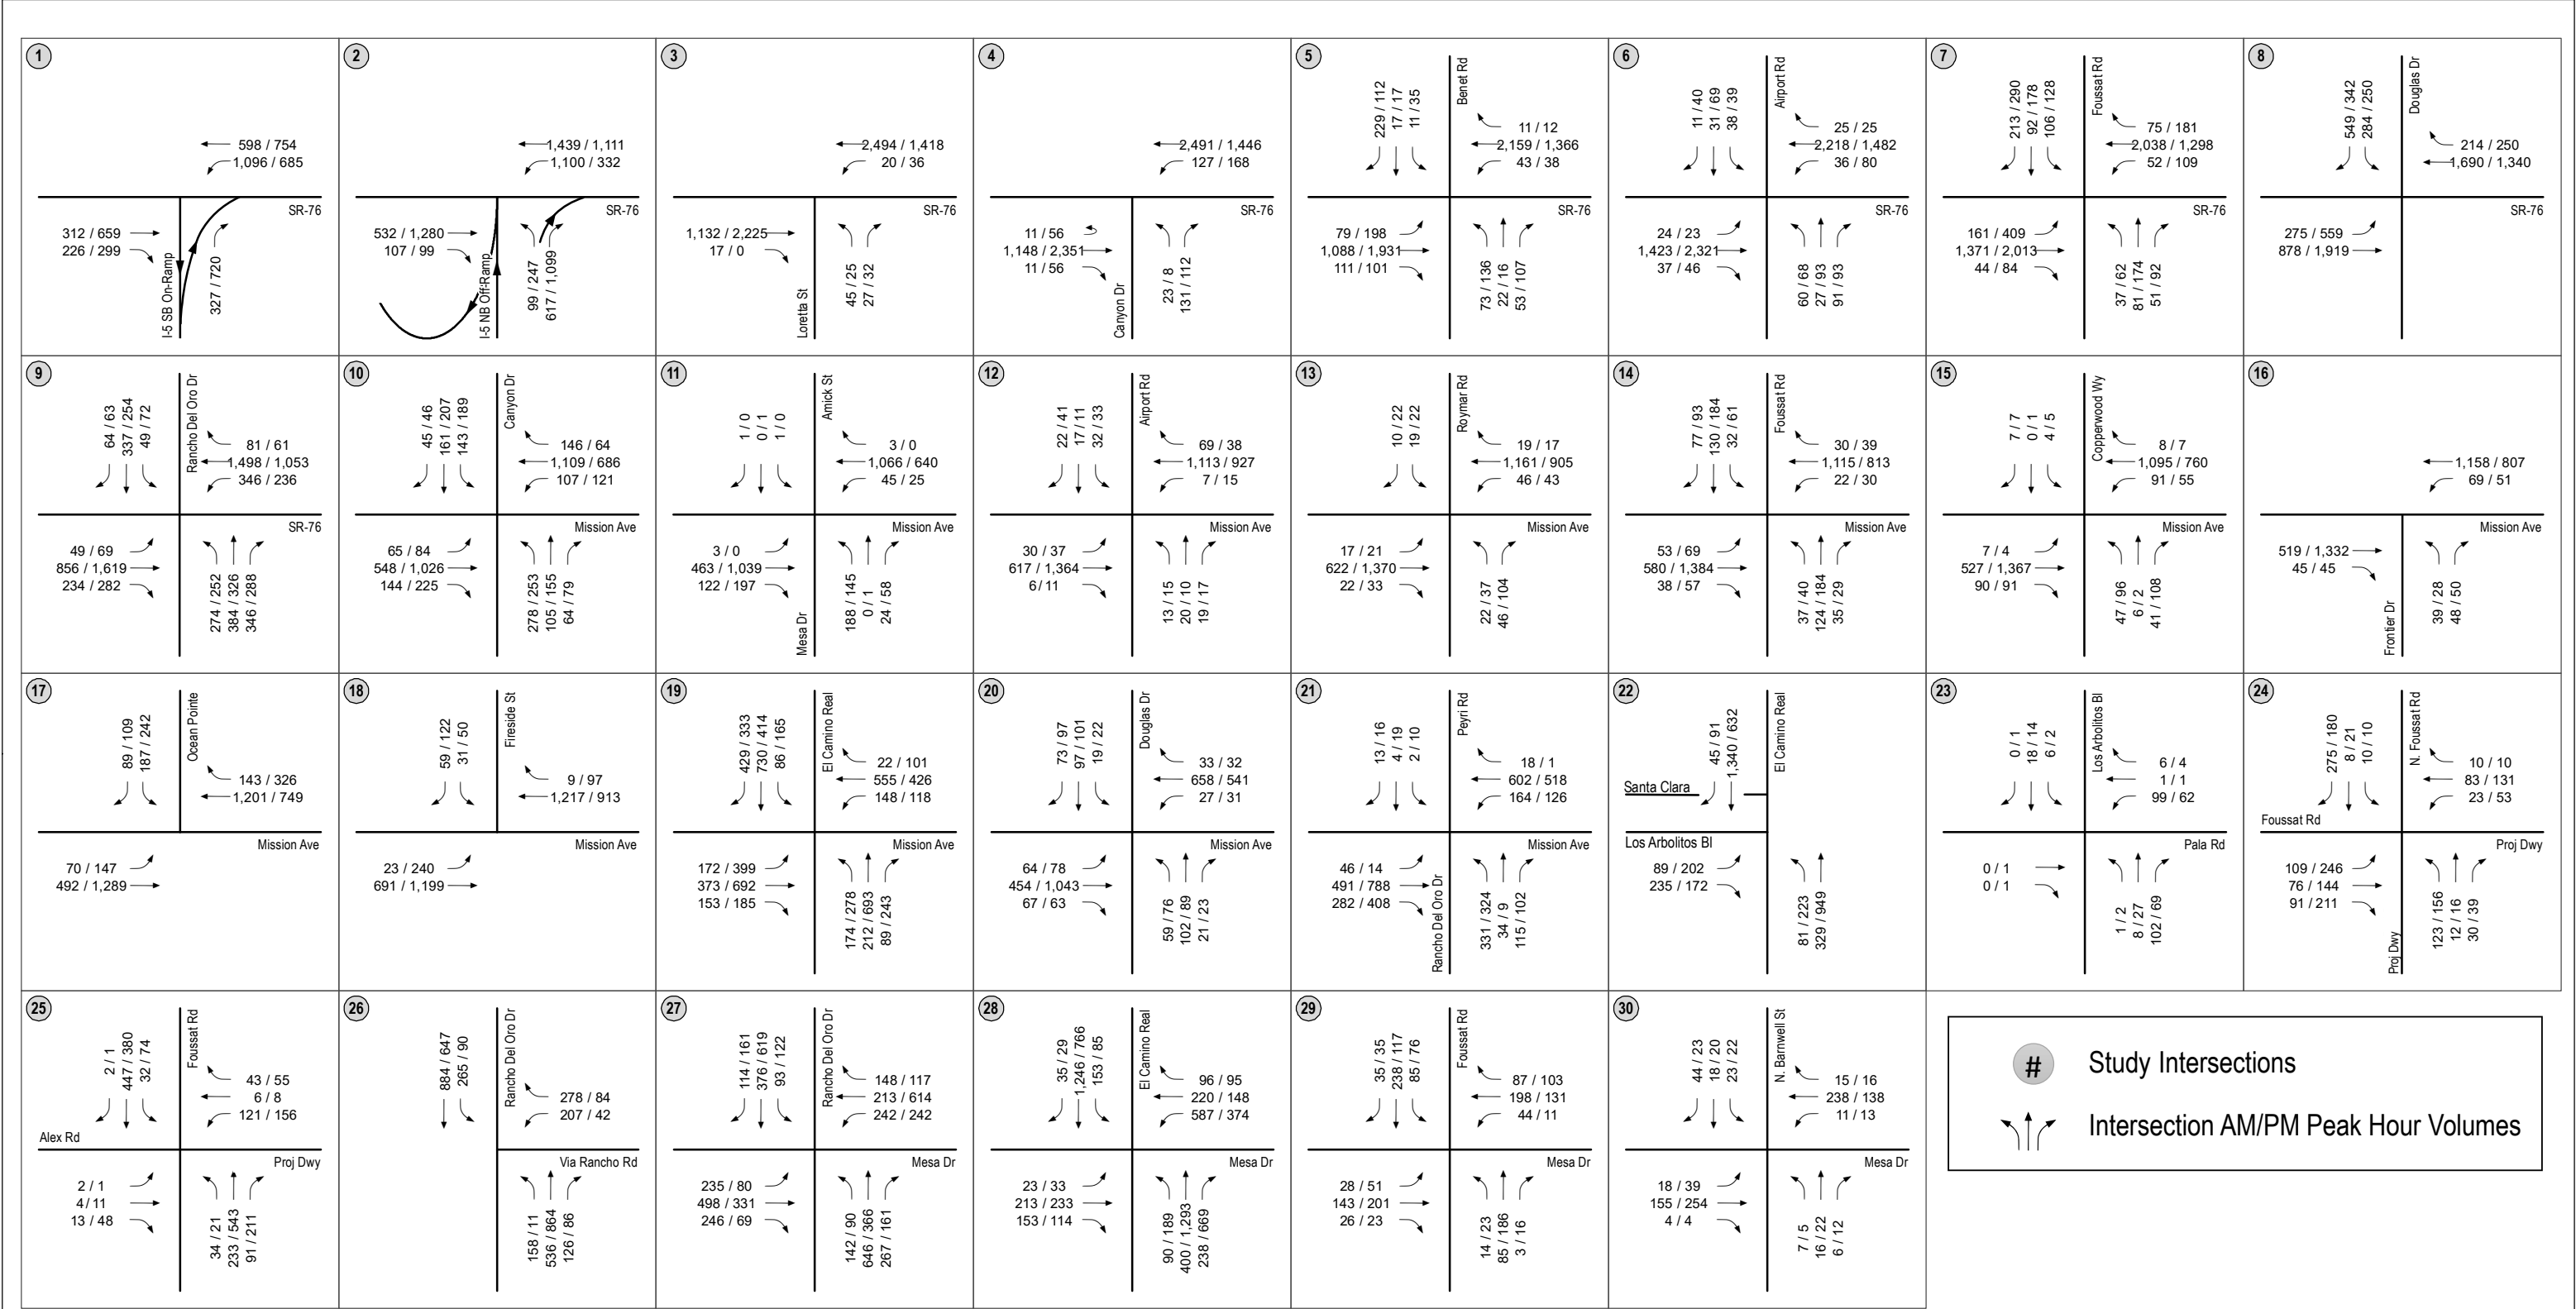 1
598 / 754
1,096 / 685
SR-76
312 / 659
226 / 299
I-5 SB On-Ramp
327 / 720
2
1,439 / 1,111
1,100 / 332
SR-76
532 / 1,280
107 / 99
I-5 NB Off-Ramp
99 / 247
617 / 1,099
3
2,494 / 1,418
20 / 36
SR-76
1,132 / 2,225
17 / 0
Loretta St
45 / 25
27 / 32
4
2,491 / 1,446
127 / 168
SR-76
11 / 56
1,148 / 2,351
11 / 56
Canyon Dr
23 / 8
131 / 112
5
229 / 112
17 / 17
11 / 35
Benet Rd
11 / 12
2,159 / 1,366
43 / 38
SR-76
79 / 198
1,088 / 1,931
111 / 101
73 / 136
22 / 16
53 / 107
6
11 / 40
31 / 69
38 / 39
Airport Rd
25 / 25
2,218 / 1,482
36 / 80
SR-76
24 / 23
1,423 / 2,321
37 / 46
60 / 68
27 / 93
91 / 93
7
213 / 290
92 / 178
106 / 128
Foussat Rd
75 / 181
2,038 / 1,298
52 / 109
SR-76
161 / 409
1,371 / 2,013
44 / 84
37 / 62
81 / 174
51 / 92
8
549 / 342
284 / 250
Douglas Dr
214 / 250
1,690 / 1,340
SR-76
275 / 559
878 / 1,919
9
64 / 63
337 / 254
49 / 72
Rancho Del Oro Dr
81 / 61
1,498 / 1,053
346 / 236
SR-76
49 / 69
856 / 1,619
234 / 282
274 / 252
384 / 326
346 / 288
10
45 / 46
161 / 207
143 / 189
Canyon Dr
146 / 64
1,109 / 686
107 / 121
Mission Ave
65 / 84
548 / 1,026
144 / 225
278 / 253
105 / 155
64 / 79
11
1 / 0
0 / 1
1 / 0
Amick St
3 / 0
1,066 / 640
45 / 25
Mission Ave
3 / 0
463 / 1,039
122 / 197
Mesa Dr
188 / 145
0 / 1
24 / 58
12
22 / 41
17 / 11
32 / 33
Airport Rd
69 / 38
1,113 / 927
7 / 15
Mission Ave
30 / 37
617 / 1,364
6 / 11
13 / 15
20 / 10
19 / 17
13
10 / 22
19 / 22
Roymar Rd
19 / 17
1,161 / 905
46 / 43
Mission Ave
17 / 21
622 / 1,370
22 / 33
22 / 37
46 / 104
14
77 / 93
130 / 184
32 / 61
Foussat Rd
30 / 39
1,115 / 813
22 / 30
Mission Ave
53 / 69
580 / 1,384
38 / 57
37 / 40
124 / 184
35 / 29
15
7 / 7
0 / 1
4 / 5
Copperwood Wy
8 / 7
1,095 / 760
91 / 55
Mission Ave
7 / 4
527 / 1,367
90 / 91
47 / 96
6 / 2
41 / 108
16
1,158 / 807
69 / 51
Mission Ave
519 / 1,332
45 / 45
Frontier Dr
39 / 28
48 / 50
17
89 / 109
187 / 242
Ocean Pointe
143 / 326
1,201 / 749
Mission Ave
70 / 147
492 / 1,289
18
59 / 122
31 / 50
Fireside St
9 / 97
1,217 / 913
Mission Ave
23 / 240
691 / 1,199
19
429 / 333
730 / 414
86 / 165
El Camino Real
22 / 101
555 / 426
148 / 118
Mission Ave
172 / 399
373 / 692
153 / 185
174 / 278
212 / 693
89 / 243
20
73 / 97
97 / 101
19 / 22
Douglas Dr
33 / 32
658 / 541
27 / 31
Mission Ave
64 / 78
454 / 1,043
67 / 63
59 / 76
102 / 89
21 / 23
21
13 / 16
4 / 19
2 / 10
Peyri Rd
18 / 1
602 / 518
164 / 126
Mission Ave
46 / 14
491 / 788
282 / 408
Rancho Del Oro Dr
331 / 324
34 / 9
115 / 102
22
45 / 91
1,340 / 632
El Camino Real
Santa Clara
Los Arbolitos Bl
89 / 202
235 / 172
81 / 223
329 / 949
23
0 / 1
18 / 14
6 / 2
Los Arbolitos Bl
6 / 4
1 / 1
99 / 62
Pala Rd
0 / 1
0 / 1
1 / 2
8 / 27
102 / 69
24
275 / 180
8 / 21
10 / 10
N. Foussat Rd
10 / 10
83 / 131
23 / 53
Foussat Rd
Proj Dwy
109 / 246
76 / 144
91 / 211
Proj Dwy
123 / 156
12 / 16
30 / 39
25
2 / 1
447 / 380
32 / 74
Foussat Rd
43 / 55
6 / 8
121 / 156
Alex Rd
Proj Dwy
2 / 1
4/ 11
13 / 48
34 / 21
233 / 543
91 / 211
26
884 / 647
265 / 90
Rancho Del Oro Dr
278 / 84
207 / 42
Via Rancho Rd
158 / 11
536 / 864
126 / 86
27
114 / 161
376 / 619
93 / 122
Rancho Del Oro Dr
148 / 117
213 / 614
242 / 242
Mesa Dr
235 / 80
498 / 331
246 / 69
142 / 90
646 / 366
267 / 161
28
35 / 29
1,246 / 766
153 / 85
El Camino Real
96 / 95
220 / 148
587 / 374
Mesa Dr
23 / 33
213 / 233
153 / 114
90 / 189
400 / 1,293
238 / 669
29
35 / 35
238 / 117
85 / 76
Foussat Rd
87 / 103
198 / 131
44 / 11
Mesa Dr
28 / 51
143 / 201
26 / 23
14 / 23
85 / 186
3 / 16
30
44 / 23
18 / 20
23 / 22
N. Barnwell St
15 / 16
238 / 138
11 / 13
Mesa Dr
18 / 39
155 / 254
4 / 4
7 / 5
16 / 22
6 / 12
# Study Intersections
Intersection AM/PM Peak Hour Volumes